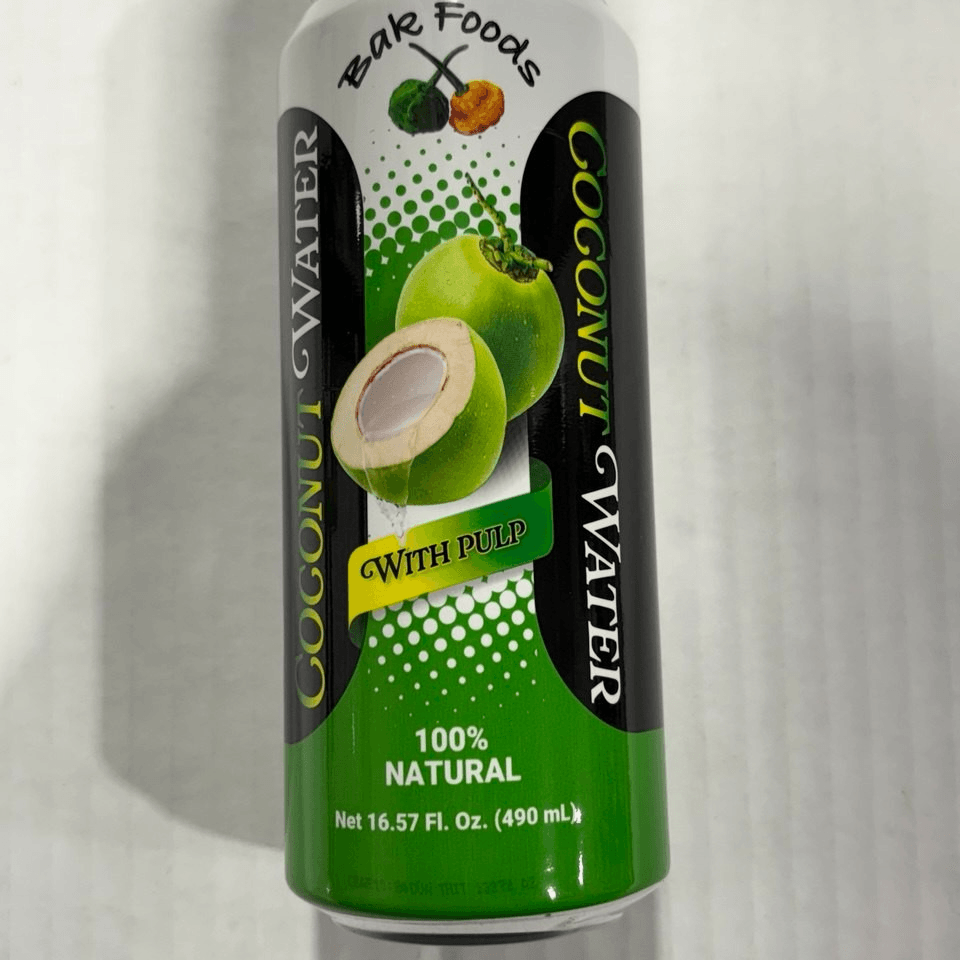 Bak Foods
COCONUT WATER
COCONUT WATER
WITH PULP
100%
NATURAL
Net 16.57 Fl. Oz. (490 mL)